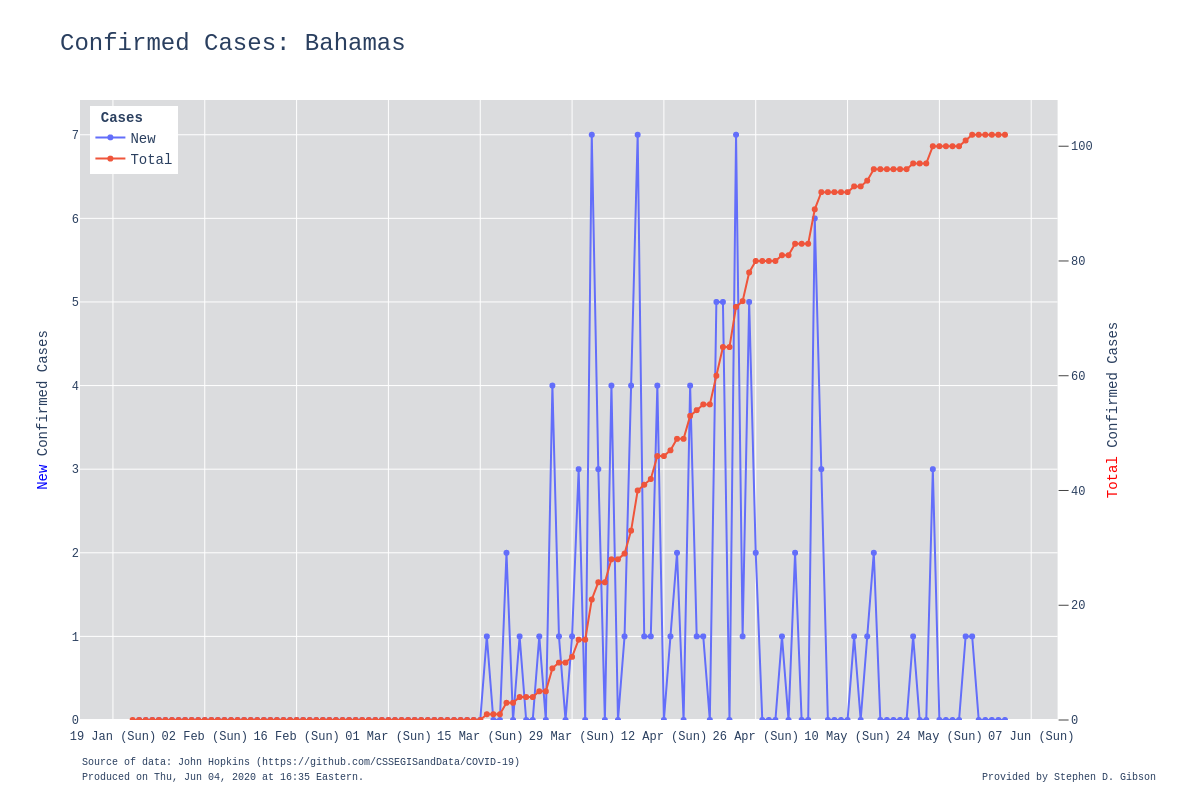 Confirmed Cases: Bahamas
Cases
New
Total
7
6
5
4
3
2
1
0
100
80
60
40
20
0
New Confirmed Cases
Total Confirmed Cases
19 Jan (Sun) 02 Feb (Sun) 16 Feb (Sun) 01 Mar (Sun) 15 Mar (Sun) 29 Mar (Sun) 12 Apr (Sun) 26 Apr (Sun) 10 May (Sun) 24 May (Sun) 07 Jun (Sun)
Source of data: John Hopkins (https://github.com/CSSEGISandData/COVID-19)
Produced on Thu, Jun 04, 2020 at 16:35 Eastern.
Provided by Stephen D. Gibson